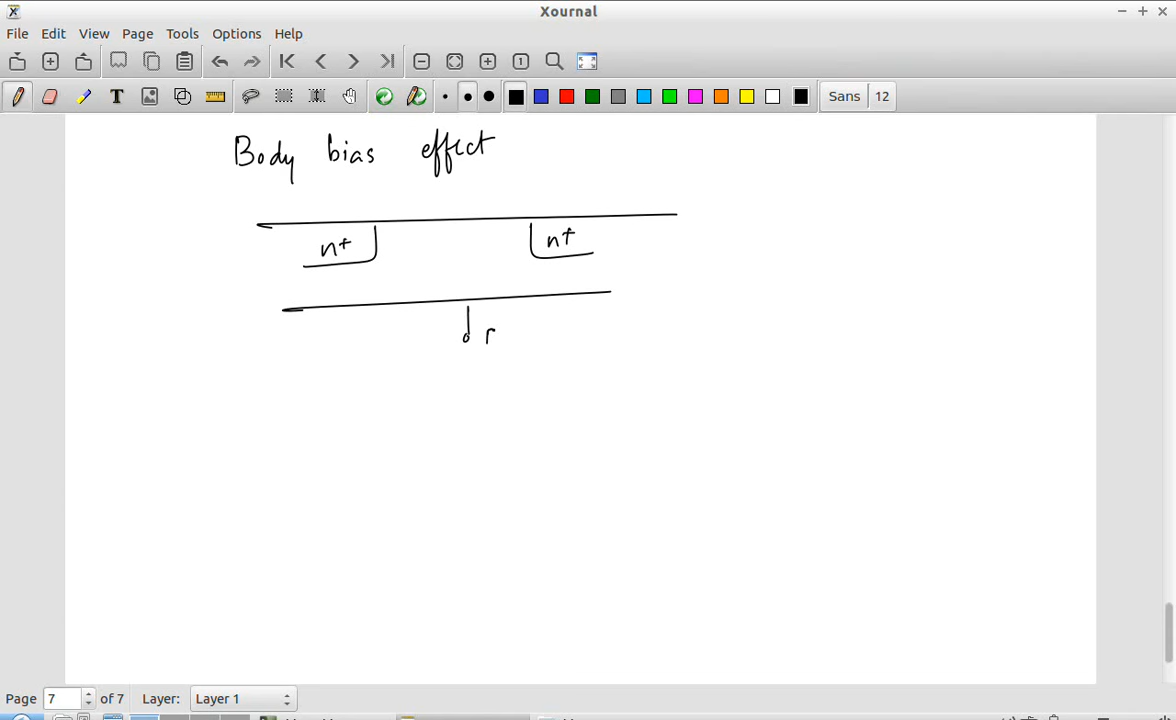 Xournal
File Edit View Page Tools Options Help
Sans 12
Body bias effect
n+ n+
r
Page 7 of 7 Layer: Layer 1